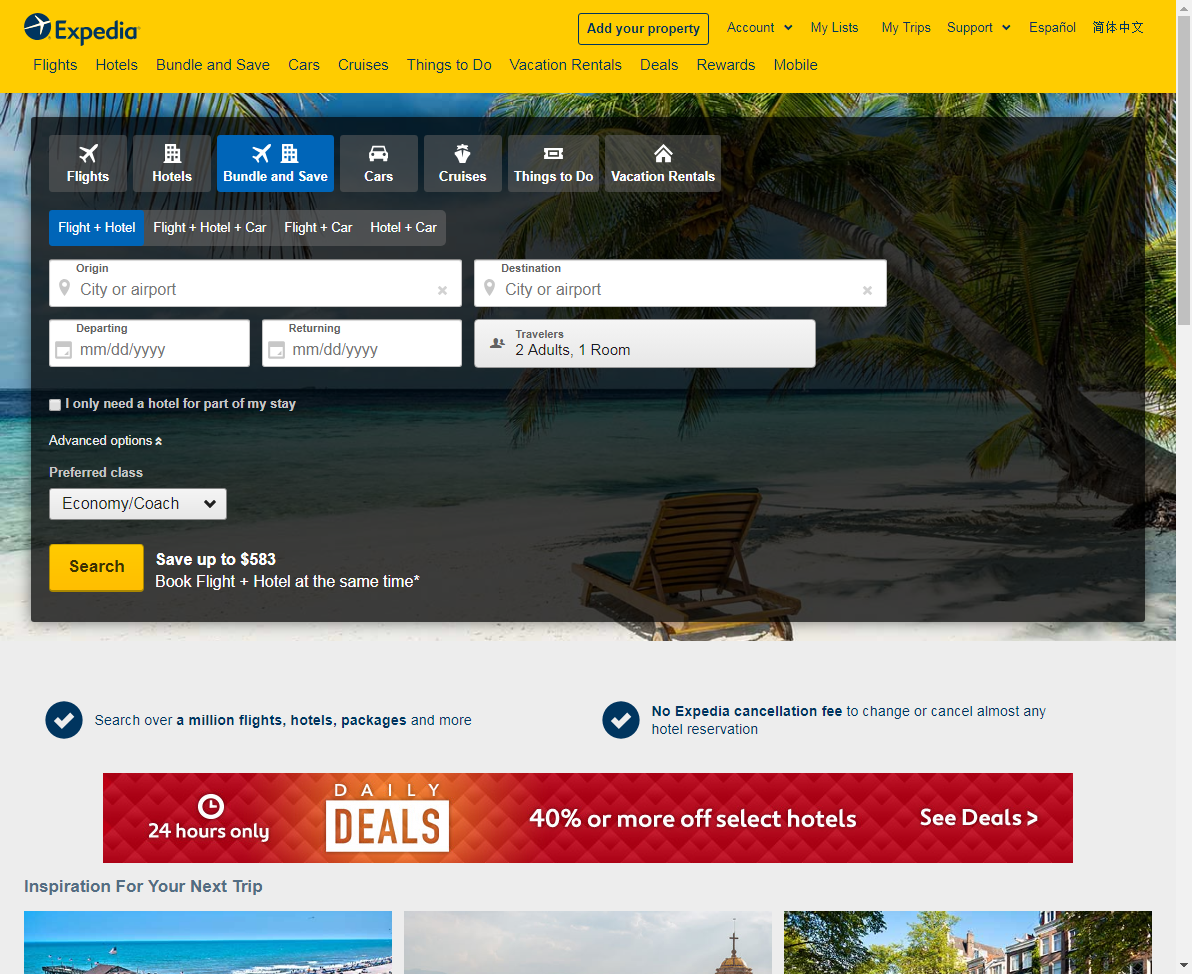 Expedia
Add your property
Account
My Lists
My Trips
Support
Español
简体中文
Flights
Hotels
Bundle and Save
Cars
Cruises
Things to Do
Vacation Rentals
Deals
Rewards
Mobile
Flights
Hotels
Bundle and Save
Cars
Cruises
Things to Do
Vacation Rentals
Flight + Hotel
Flight + Hotel + Car
Flight + Car
Hotel + Car
Origin
City or airport
Destination
City or airport
Departing
mm/dd/yyyy
Returning
mm/dd/yyyy
Travelers
2 Adults, 1 Room
I only need a hotel for part of my stay
Advanced options
Preferred class
Economy/Coach
Search
Save up to $583
Book Flight + Hotel at the same time*
Search over a million flights, hotels, packages and more
No Expedia cancellation fee to change or cancel almost any
hotel reservation
24 hours only
DAILY
DEALS
40% or more off select hotels
See Deals >
Inspiration For Your Next Trip